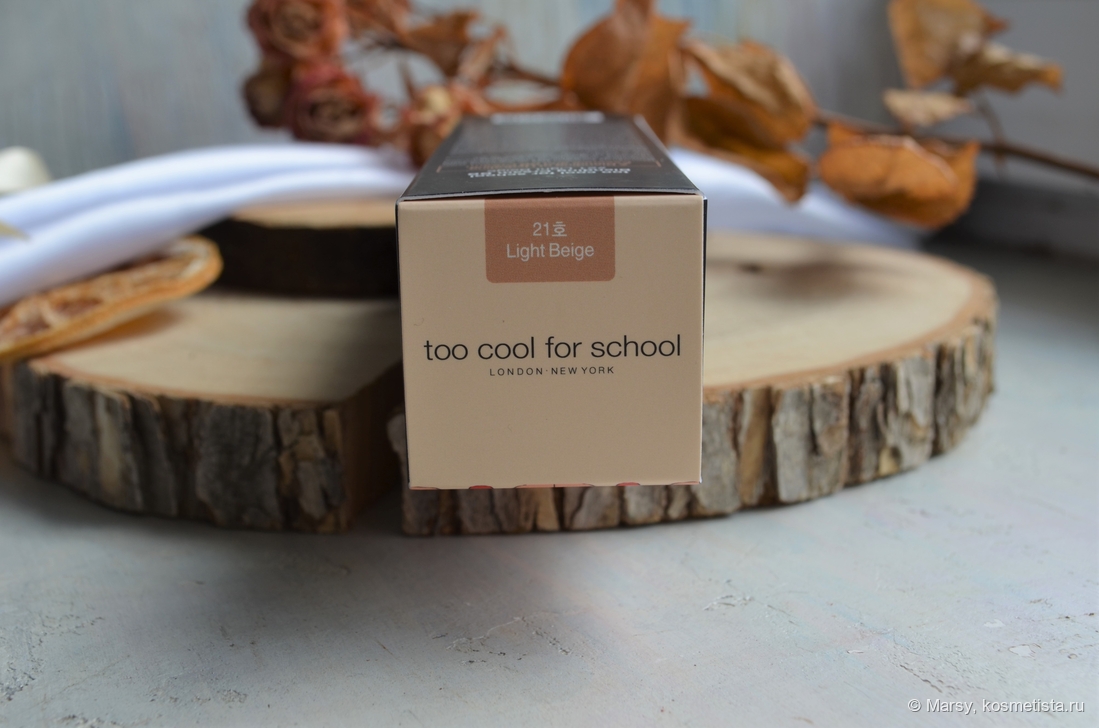 21호
Light Beige
too cool for school
LONDON·NEW YORK
© Marsy, kosmetista.ru